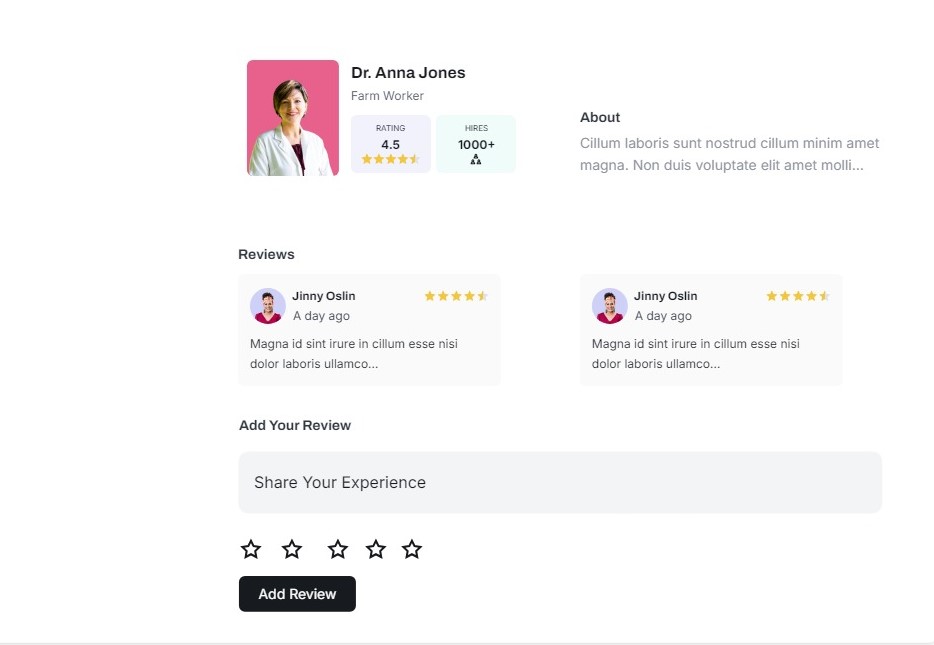 Dr. Anna Jones
Farm Worker
RATING
4.5
HIRES
1000+
About
Cillum laboris sunt nostrud cillum minim amet
magna. Non duis voluptate elit amet molli...
Reviews
Jinny Oslin
A day ago
Magna id sint irure in cillum esse nisi
dolor laboris ullamco...
Jinny Oslin
A day ago
Magna id sint irure in cillum esse nisi
dolor laboris ullamco...
Add Your Review
Share Your Experience
Add Review